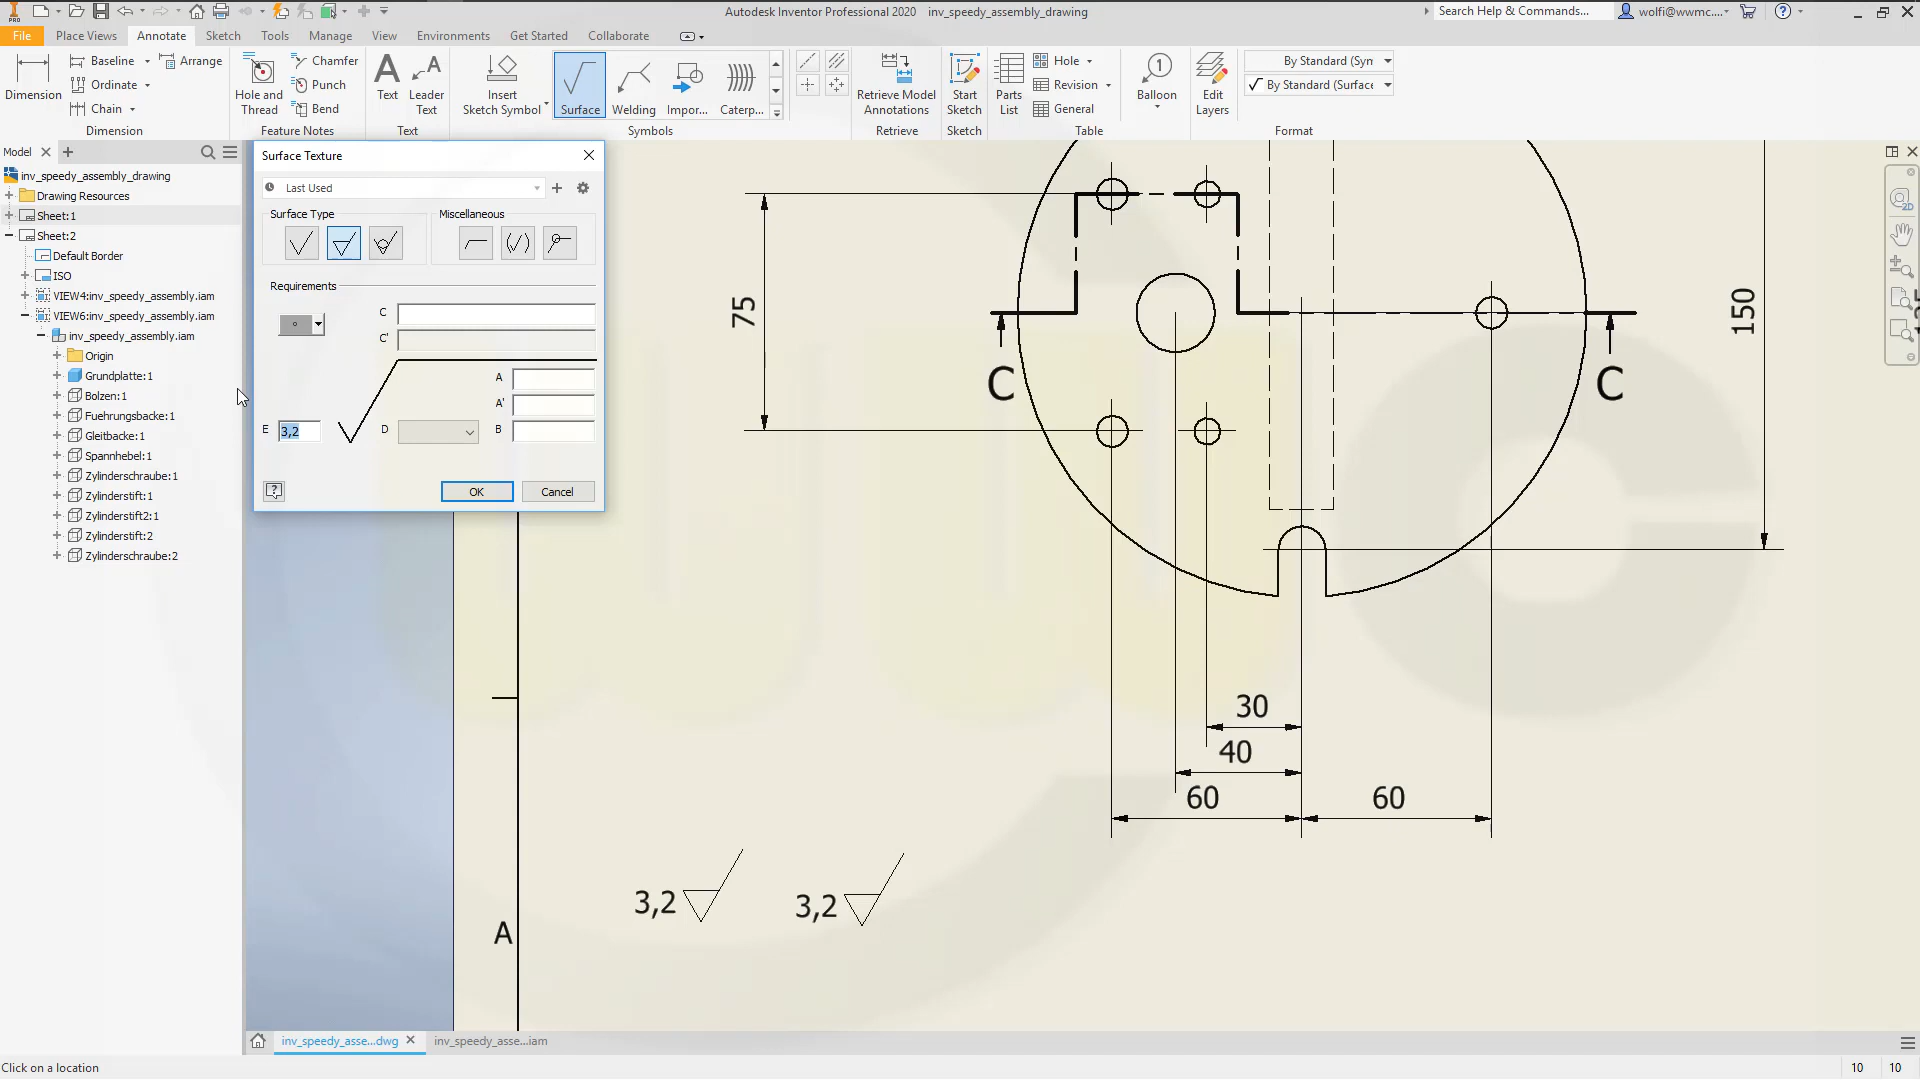 Autodesk Inventor Professional 2020 inv_speedy_assembly_drawing
Search Help & Commands...
wolfi@wwmc....
PRO
File Place Views Annotate Sketch Tools Manage View Environments Get Started Collaborate
Dimension
Baseline
Ordinate
Chain
Arrange
Dimension
Hole and Thread
Chamfer
Punch
Bend
Feature Notes
Text
Leader Text
Text
Insert Sketch Symbol
Surface
Welding
Impor...
Caterp...
Symbols
Retrieve Model Annotations
Retrieve
Start Sketch
Sketch
Parts List
Hole
Revision
General
Table
Balloon
Edit Layers
By Standard (Syn
By Standard (Surface
Format
Model
inv_speedy_assembly_drawing
Drawing Resources
Sheet:1
Sheet:2
Default Border
ISO
VIEW4:inv_speedy_assembly.iam
VIEW6:inv_speedy_assembly.iam
inv_speedy_assembly.iam
Origin
Grundplatte:1
Bolzen:1
Fuehrungsbacke:1
Gleitbacke:1
Spannhebel:1
Zylinderschraube:1
Zylinderstift:1
Zylinderstift2:1
Zylinderstift:2
Zylinderschraube:2
Surface Texture
Last Used
Surface Type
Miscellaneous
Requirements
C
C'
A
A'
E 3,2
D
B
OK
Cancel
75
C
C
150
30
40
60
60
3,2
3,2
A
2D
inv_speedy_asse...dwg
inv_speedy_asse...iam
Click on a location
10 10